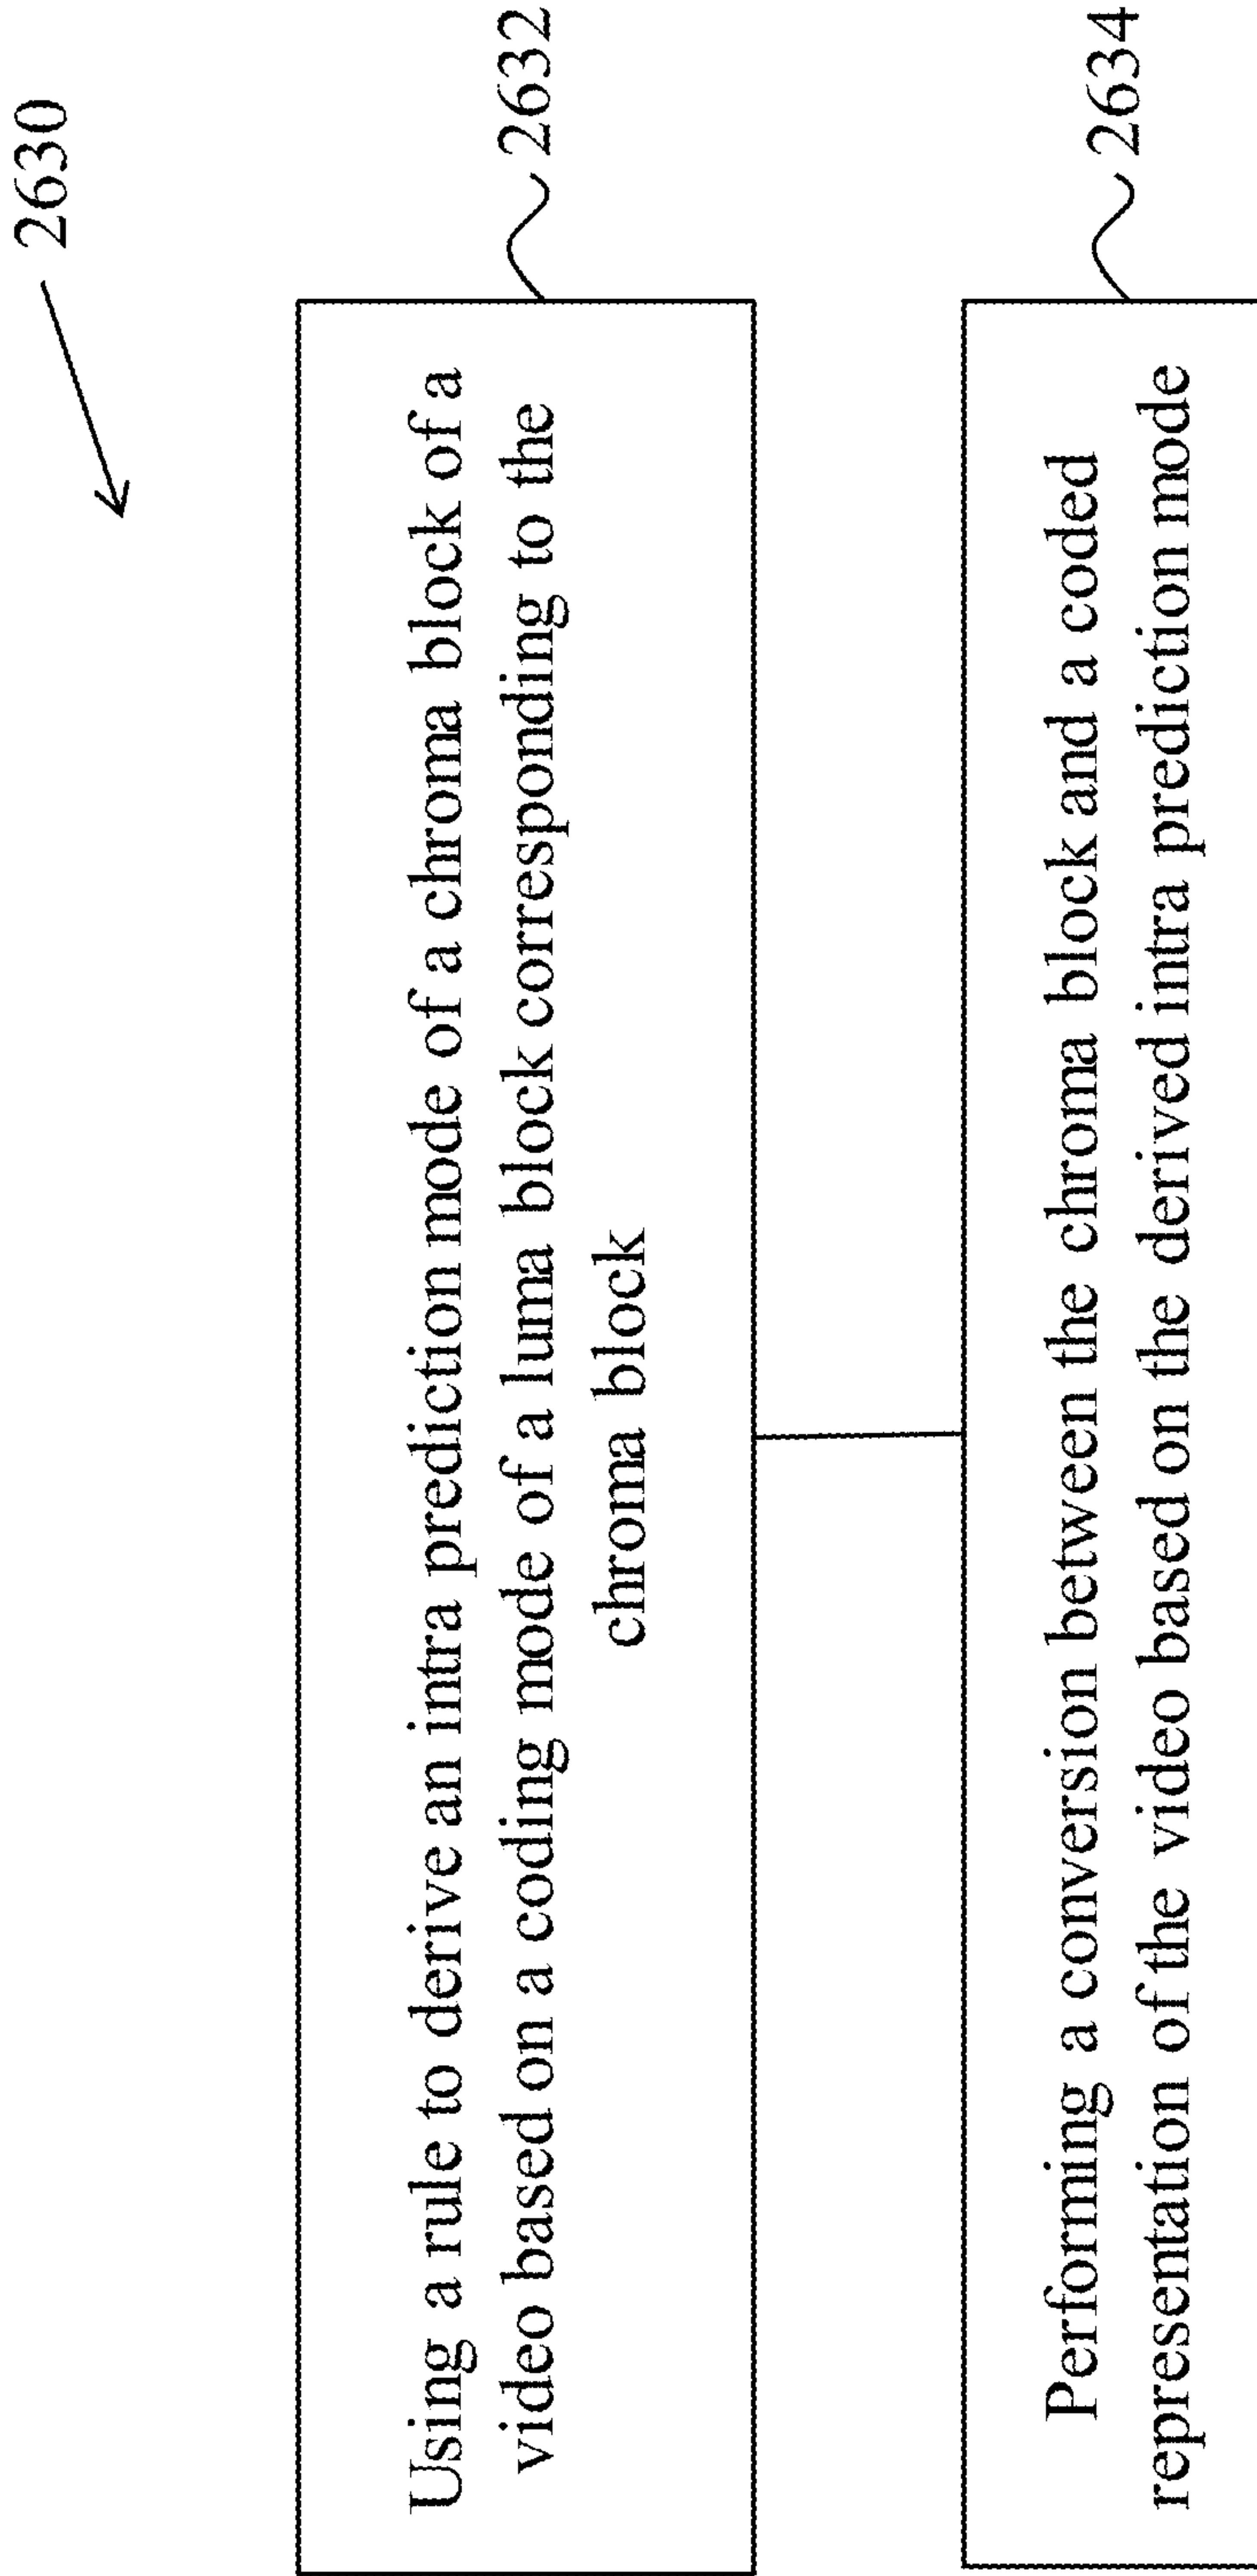 2630
Using a rule to derive an intra prediction mode of a chroma block of a
video based on a coding mode of a luma block corresponding to the
chroma block
2632
Performing a conversion between the chroma block and a coded
representation of the video based on the derived intra prediction mode
2634